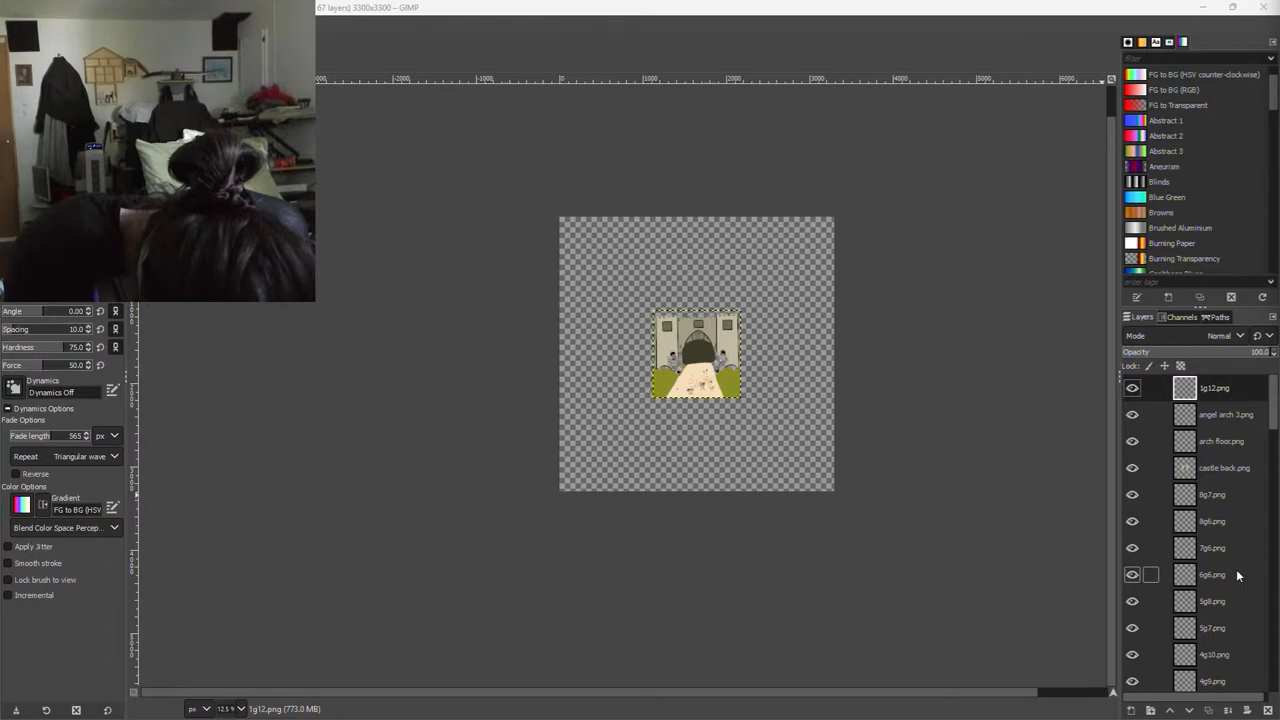 67 layers) 3300x3300 – GIMP
-2000
-1000
0
1000
2000
3000
4000
5000
6000
filter
FG to BG (HSV counter-clockwise)
FG to BG (RGB)
FG to Transparent
Abstract 1
Abstract 2
Abstract 3
Aneurism
Blinds
Blue Green
Browns
Brushed Aluminium
Burning Paper
Burning Transparency
enter tags
Layers
Channels
Paths
Mode
Normal
Opacity
100.0
Lock:
1g12.png
angel arch 3.png
arch floor.png
castle back.png
8g7.png
8g6.png
7g6.png
6g6.png
5g8.png
5g7.png
4g10.png
4g9.png
Angle 0.00
Spacing 10.0
Hardness 75.0
Force 50.0
Dynamics
Dynamics Off
Dynamics Options
Fade Options
Fade length 565 px
Repeat Triangular wave
Reverse
Color Options
Gradient
FG to BG (HSV
Blend Color Space Percep...
Apply Jitter
Smooth stroke
Lock brush to view
Incremental
px
12.5 %
1g12.png (773.0 MB)